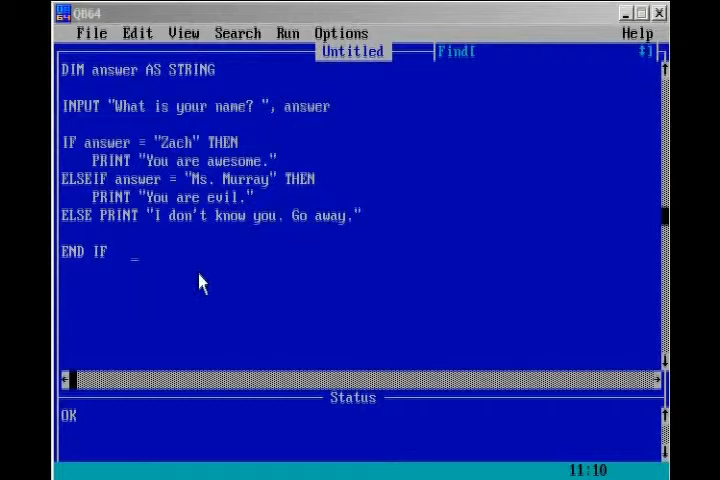 QB64
File Edit View Search Run Options Help
Untitled Find[ ↕]
DIM answer AS STRING
INPUT "What is your name? ", answer
IF answer = "Zach" THEN
PRINT "You are awesome."
ELSEIF answer = "Ms. Murray" THEN
PRINT "You are evil."
ELSE PRINT "I don't know you. Go away."
END IF _
Status
OK
11:10